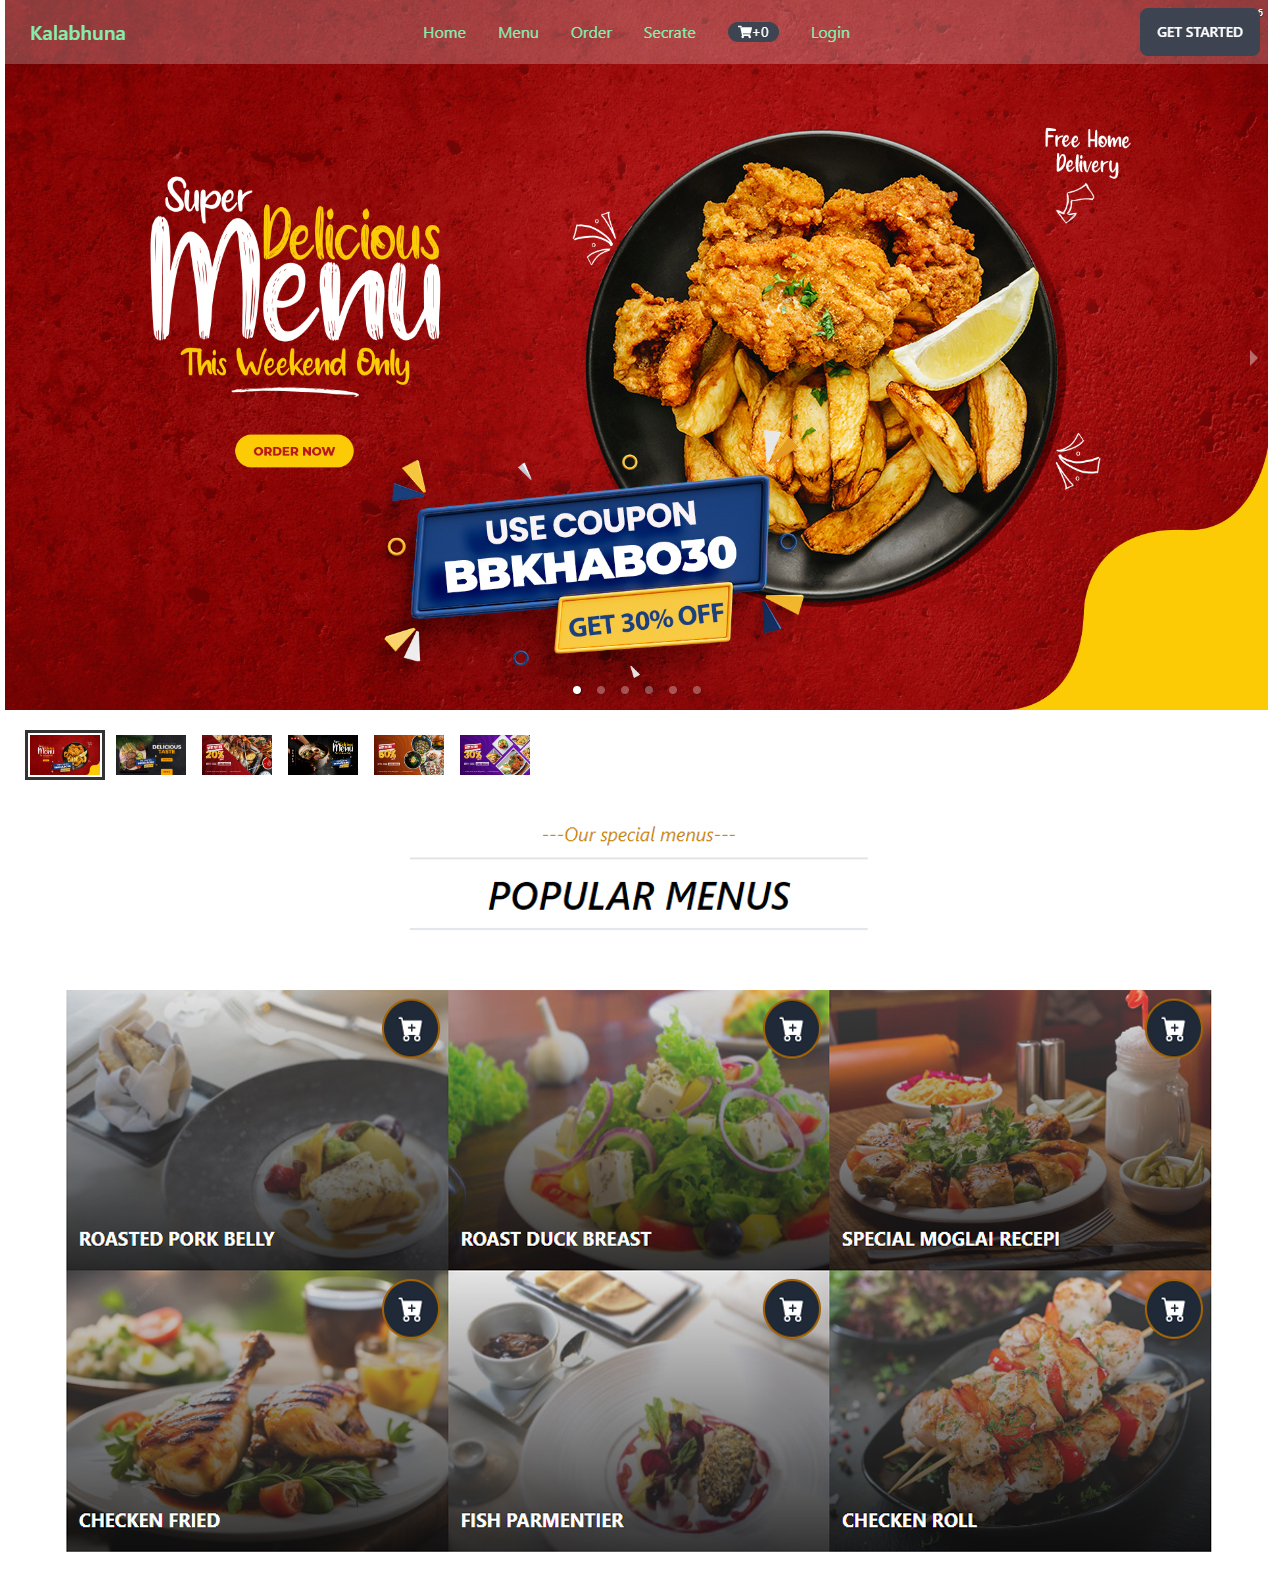 Kalabhuna
Home
Menu
Order
Secrate
+0
Login
GET STARTED
Free Home
Delivery
Super
Delicious
Menu
This Weekend Only
ORDER NOW
USE COUPON
BBKHABO30
GET 30% OFF
---Our special menus---
POPULAR MENUS
ROASTED PORK BELLY
ROAST DUCK BREAST
SPECIAL MOGLAI RECEPI
CHECKEN FRIED
FISH PARMENTIER
CHECKEN ROLL